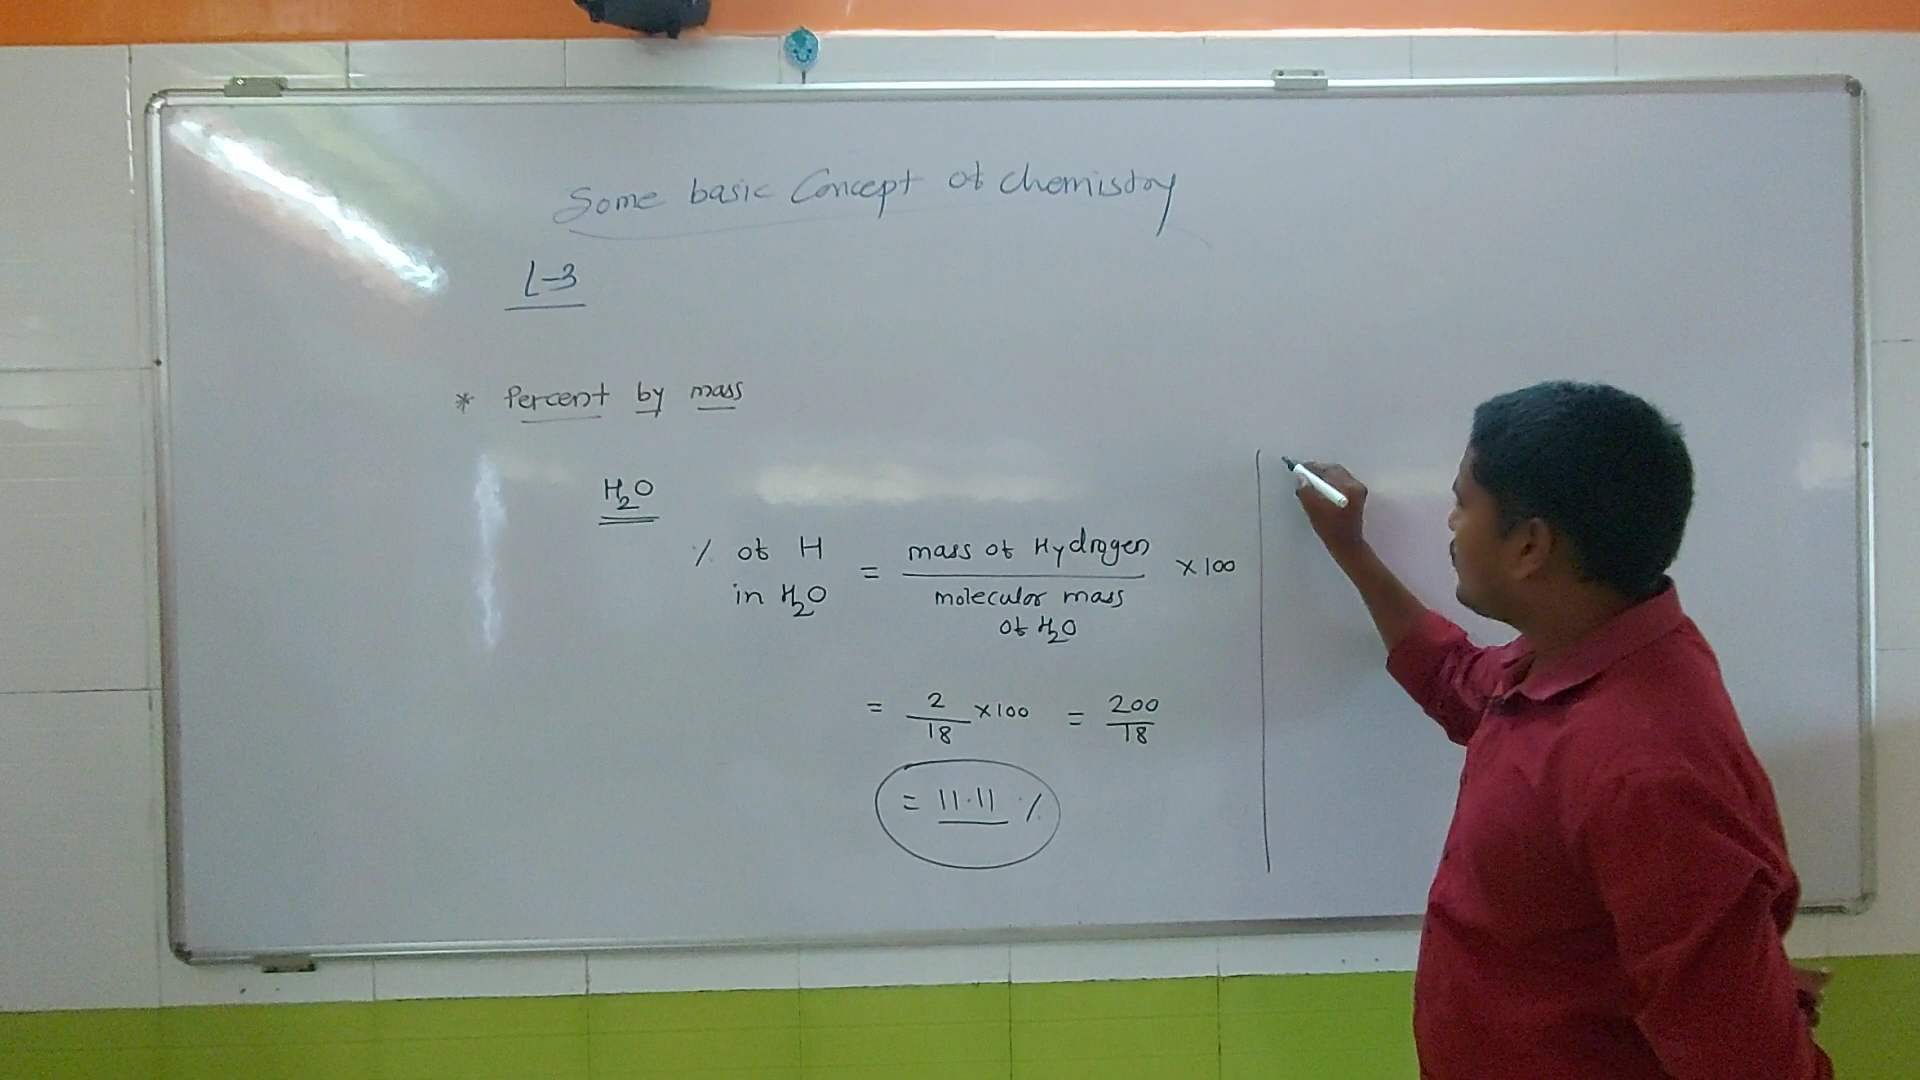 Some basic Concept of chemistry
L-3
* Percent by mass
H₂O
% of H in H₂O = mass of Hydrogen / molecular mass of H₂O × 100
= 2/18 × 100 = 200/18
= 11.11 %